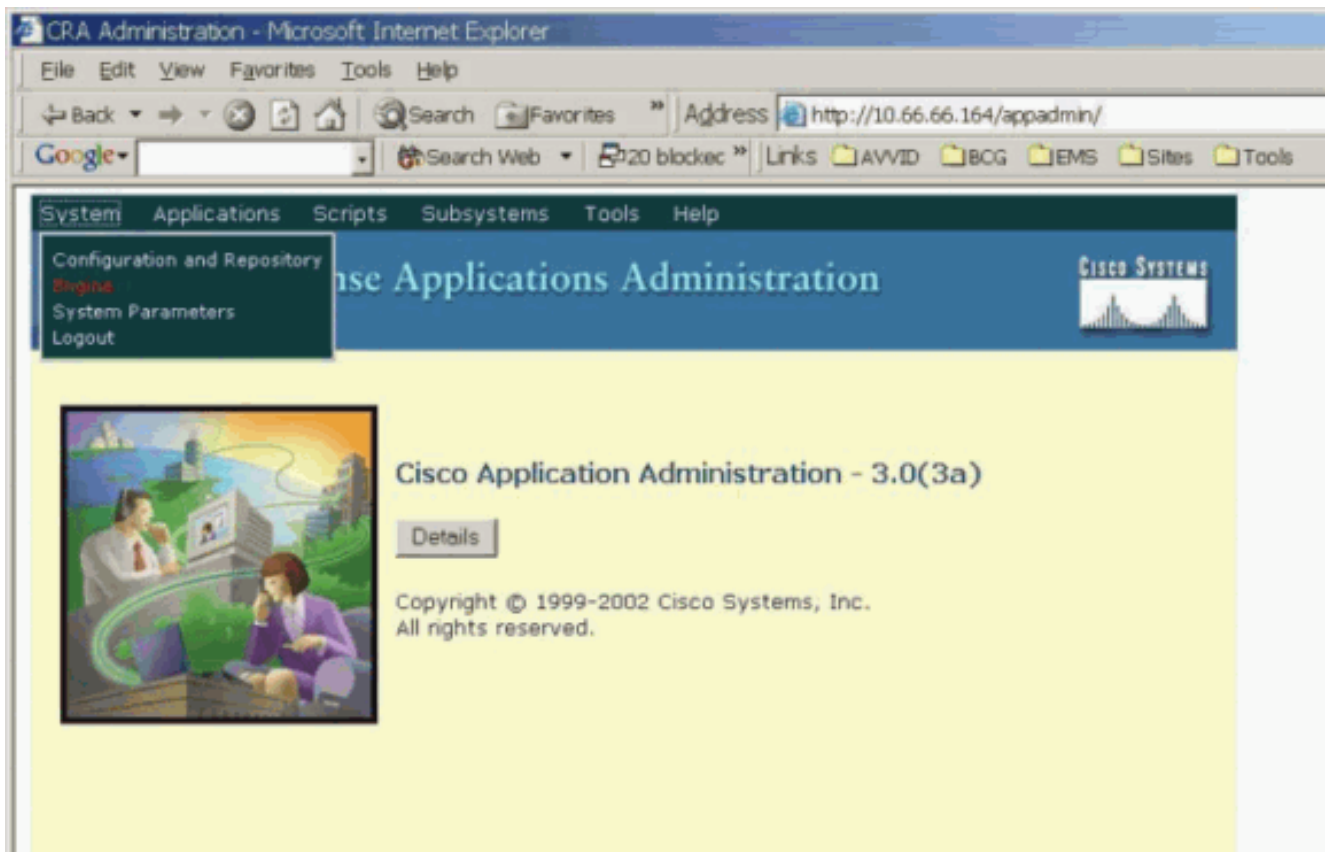 CRA Administration - Microsoft Internet Explorer
File Edit View Favorites Tools Help
Back Search Favorites » Address http://10.66.66.164/appadmin/
Google Search Web 20 blockec » Links AVVID BCG EMS Sites Tools
System Applications Scripts Subsystems Tools Help
Configuration and Repository
Engine
System Parameters
Logout
nse Applications Administration
CISCO SYSTEMS
Cisco Application Administration - 3.0(3a)
Details
Copyright © 1999-2002 Cisco Systems, Inc.
All rights reserved.